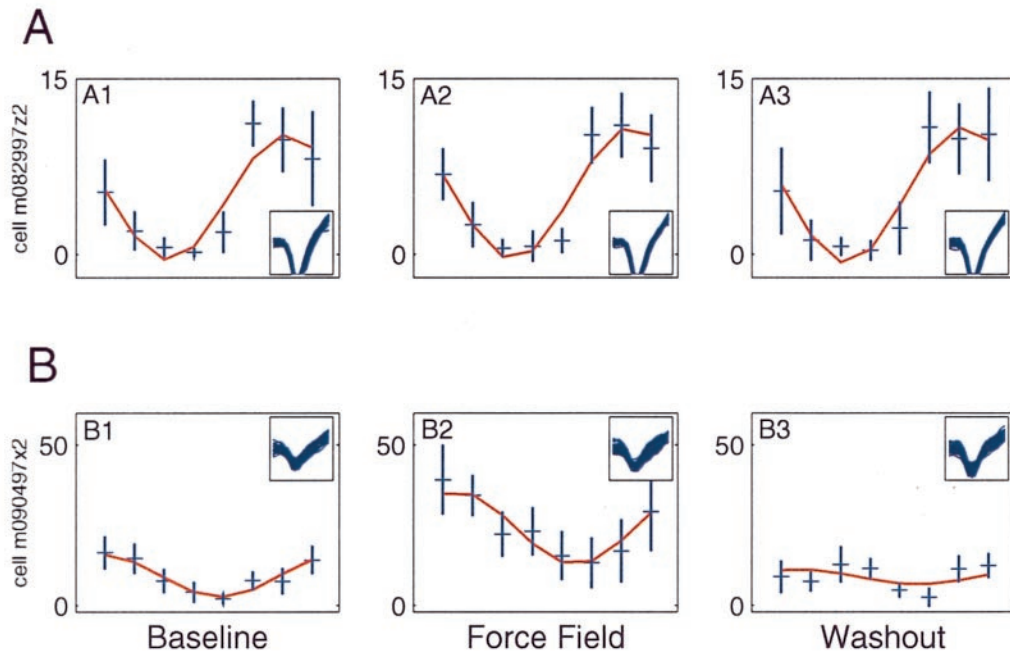 A
cell m082997z2
15
0
A1
15
0
A2
15
0
A3
B
cell m090497x2
50
0
B1
50
0
B2
50
0
B3
Baseline
Force Field
Washout